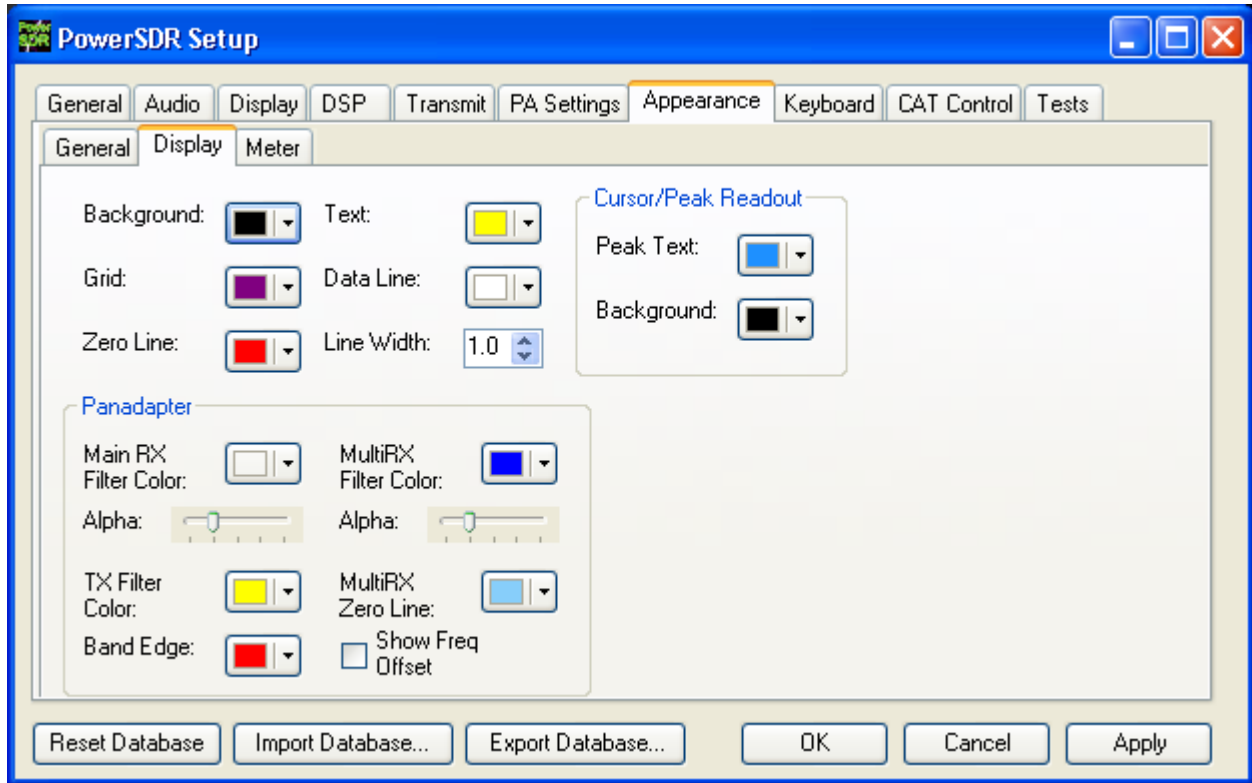 PowerSDR Setup
General Audio Display DSP Transmit PA Settings Appearance Keyboard CAT Control Tests
General Display Meter
Background: Text:
Grid: Data Line:
Zero Line: Line Width: 1.0
Cursor/Peak Readout
Peak Text:
Background:
Panadapter
Main RX
Filter Color:
MultiRX
Filter Color:
Alpha: Alpha:
TX Filter
Color:
MultiRX
Zero Line:
Band Edge:
Show Freq
Offset
Reset Database Import Database... Export Database... OK Cancel Apply